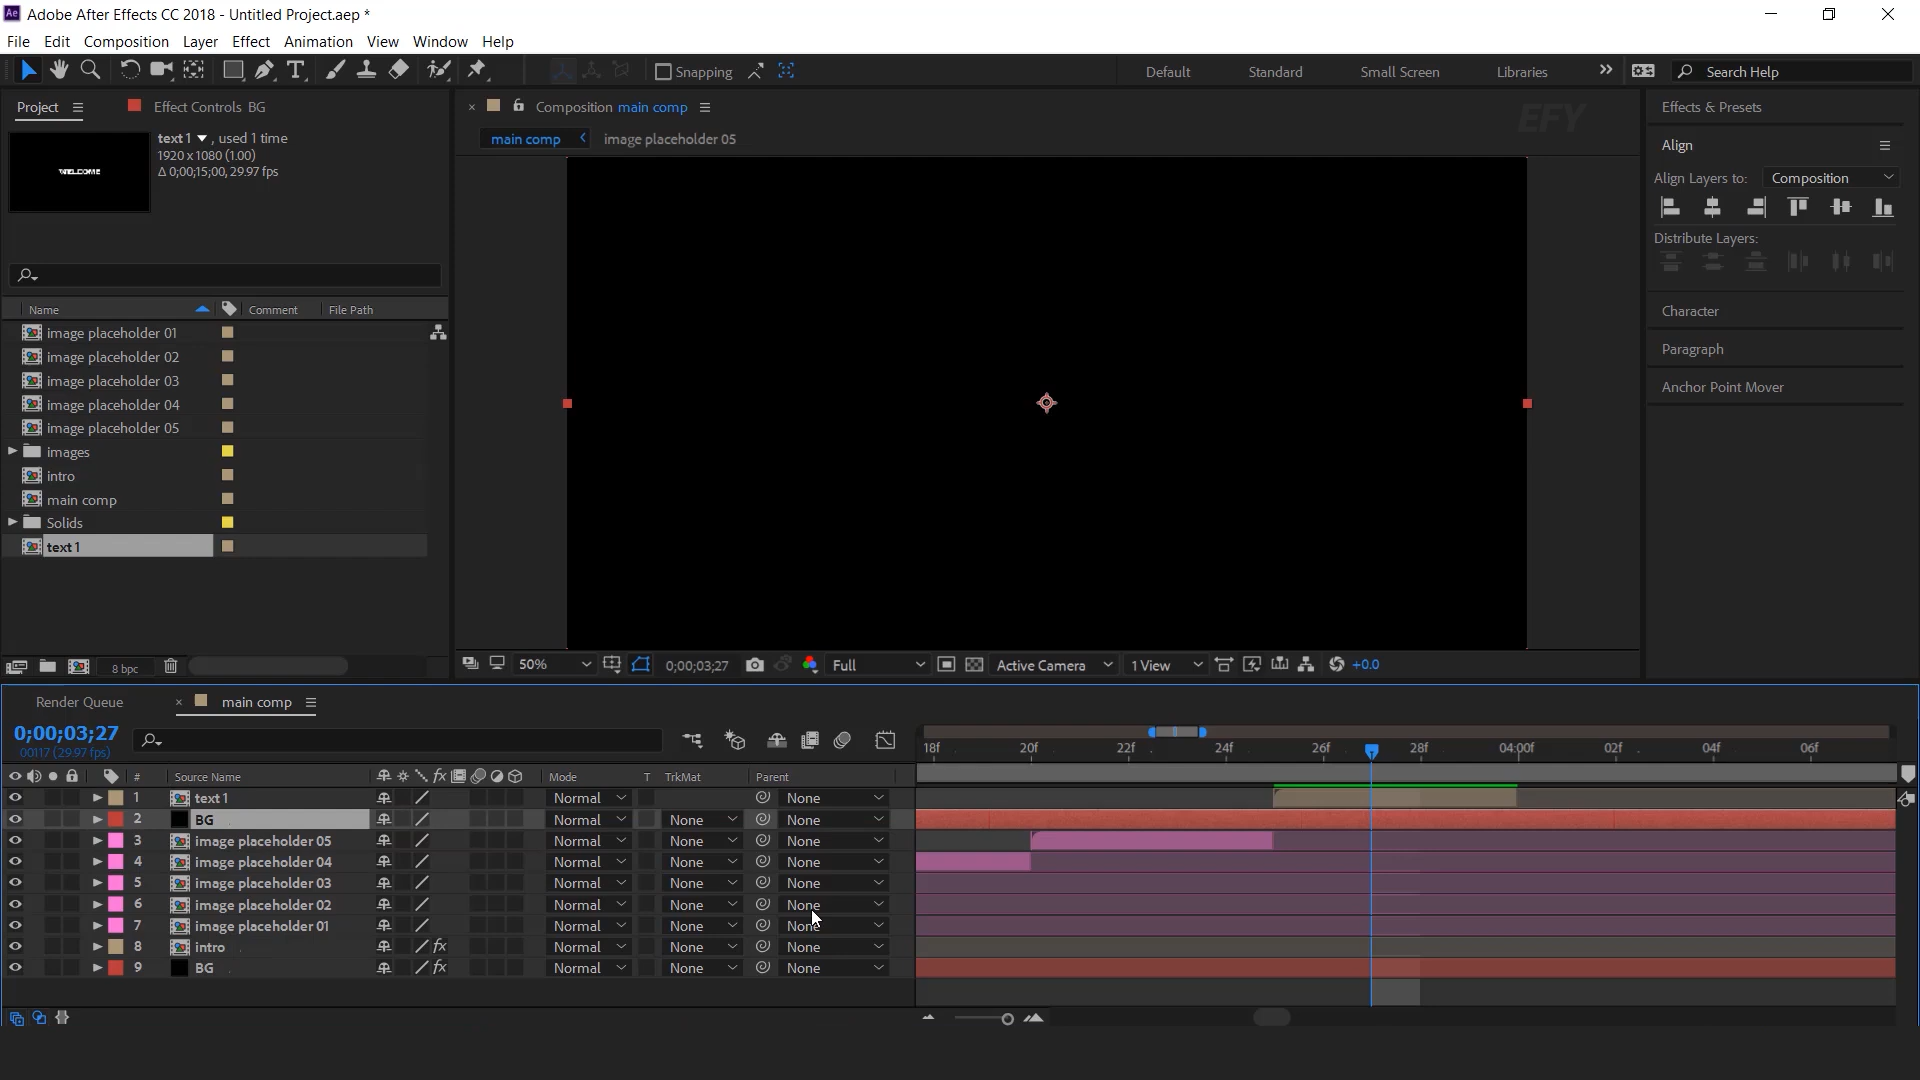 Adobe After Effects CC 2018 - Untitled Project.aep *
File Edit Composition Layer Effect Animation View Window Help
Snapping Default Standard Small Screen Libraries Search Help
Project Effect Controls BG
text 1 , used 1 time
1920 x 1080 (1.00)
Δ 0;00;15;00, 29.97 fps
WELCOME
Name Comment File Path
image placeholder 01
image placeholder 02
image placeholder 03
image placeholder 04
image placeholder 05
images
intro
main comp
Solids
text 1
8 bpc
Composition main comp
main comp image placeholder 05
EFY
50% 0;00;03;27 Full Active Camera 1 View +0.0
Effects & Presets
Align
Align Layers to: Composition
Distribute Layers:
Character
Paragraph
Anchor Point Mover
Render Queue main comp
0;00;03;27
00117 (29.97 fps)
18f 20f 22f 24f 26f 28f 04:00f 02f 04f 06f
# Source Name Mode T TrkMat Parent
1 text 1 Normal None
2 BG Normal None None
3 image placeholder 05 Normal None None
4 image placeholder 04 Normal None None
5 image placeholder 03 Normal None None
6 image placeholder 02 Normal None None
7 image placeholder 01 Normal None None
8 intro fx Normal None None
9 BG fx Normal None None